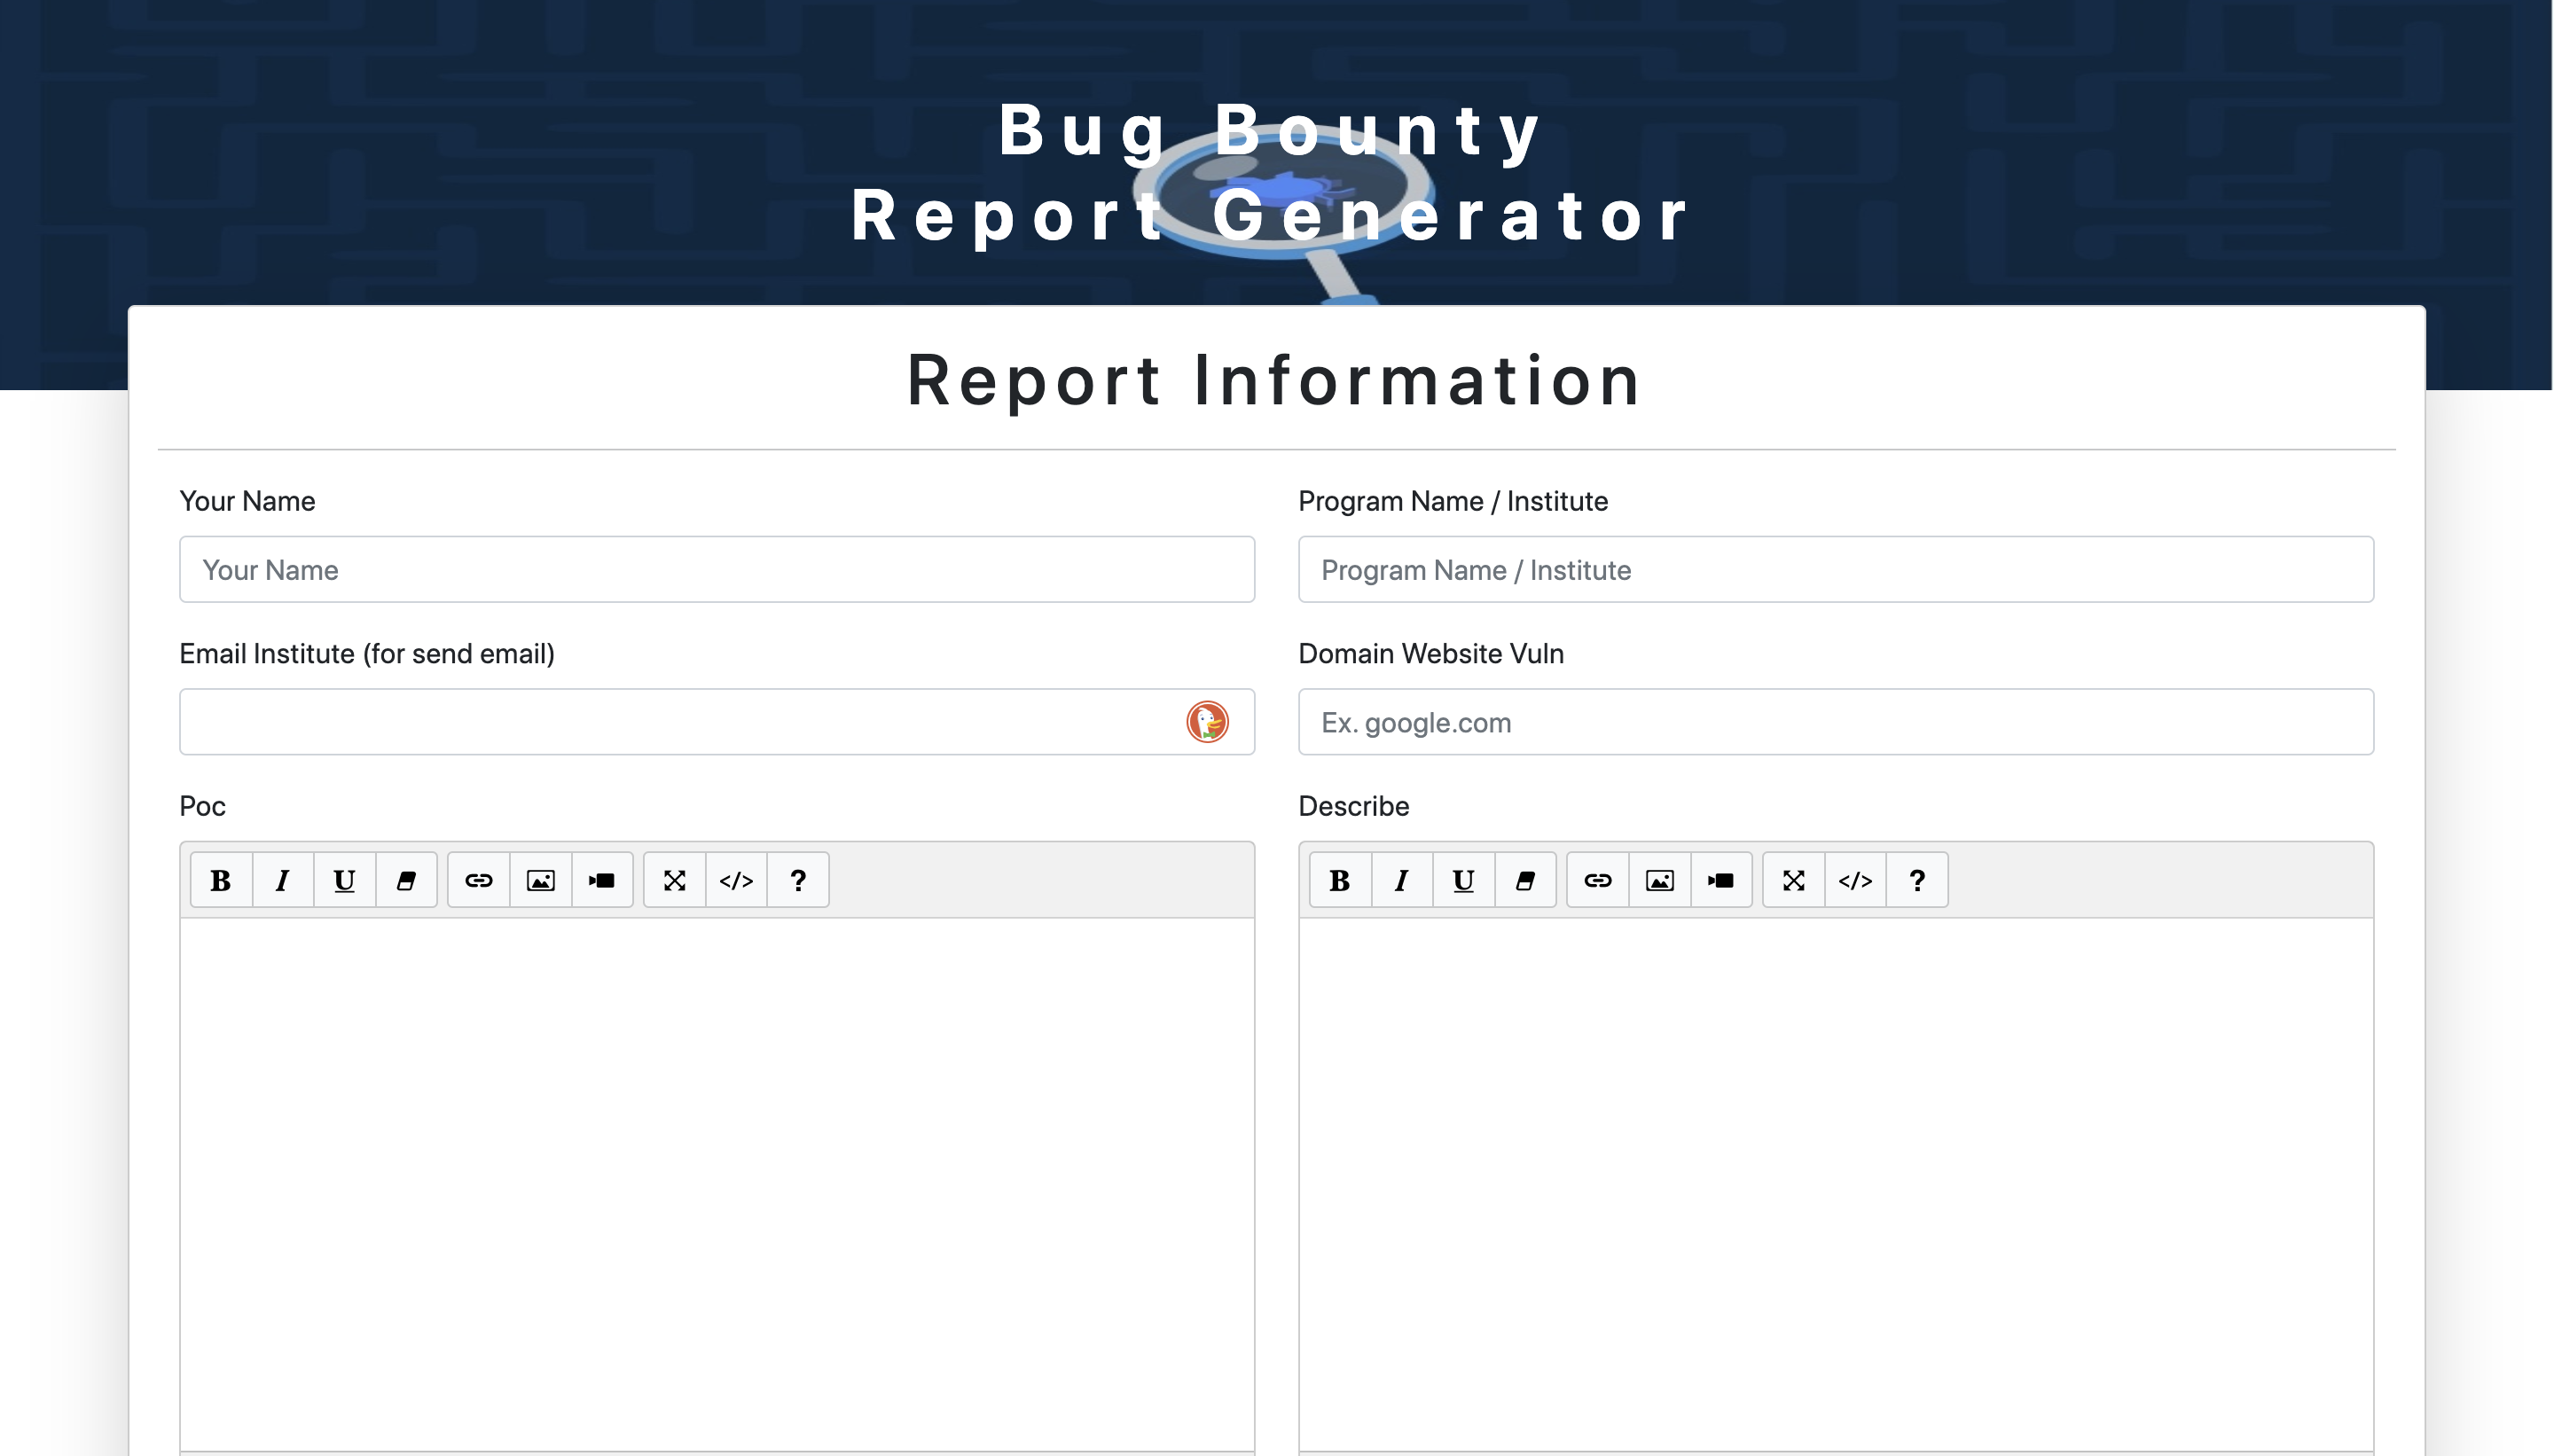 Bug Bounty
Report Generator
Report Information
Your Name
Your Name
Program Name / Institute
Program Name / Institute
Email Institute (for send email)
Domain Website Vuln
Ex. google.com
Poc
B I U </> ?
Describe
B I U </> ?